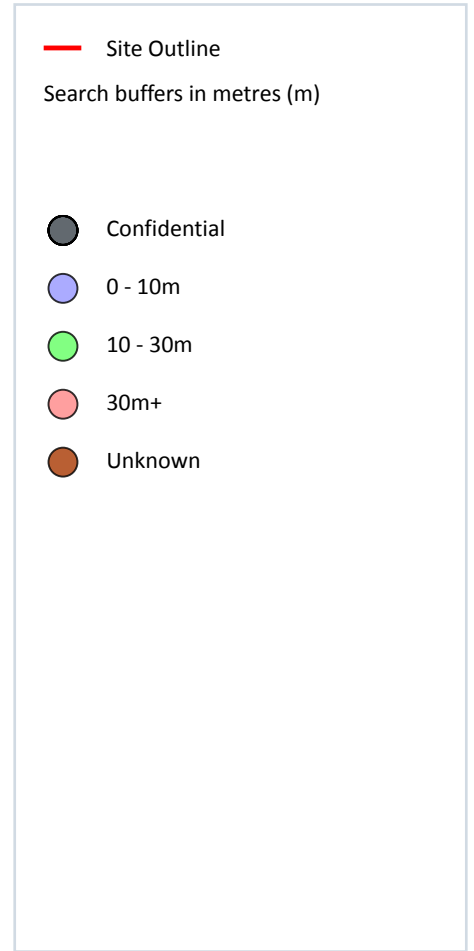 Site Outline
Search buffers in metres (m)
Confidential
0 - 10m
10 - 30m
30m+
Unknown